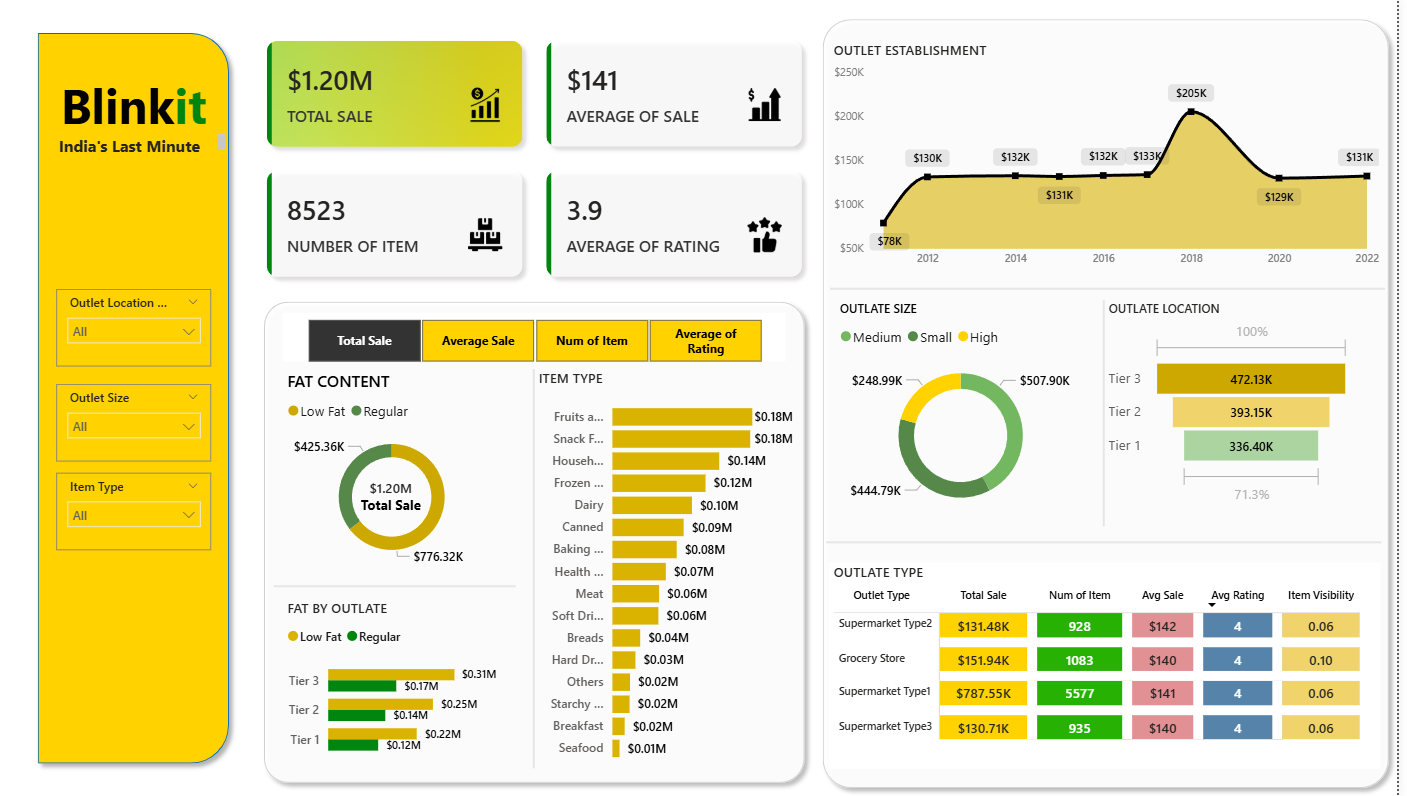 Blinkit
India's Last Minute
Outlet Location ...
All
Outlet Size
All
Item Type
All
$1.20M
TOTAL SALE
$141
AVERAGE OF SALE
8523
NUMBER OF ITEM
3.9
AVERAGE OF RATING
Total Sale
Average Sale
Num of Item
Average of
Rating
FAT CONTENT
Low Fat Regular
$425.36K
$1.20M
Total Sale
$776.32K
FAT BY OUTLATE
Low Fat Regular
Tier 3 $0.31M
$0.17M
Tier 2 $0.25M
$0.14M
Tier 1 $0.22M
$0.12M
ITEM TYPE
Fruits a... $0.18M
Snack F... $0.18M
Househ... $0.14M
Frozen ... $0.12M
Dairy $0.10M
Canned $0.09M
Baking ... $0.08M
Health ... $0.07M
Meat $0.06M
Soft Dri... $0.06M
Breads $0.04M
Hard Dr... $0.03M
Others $0.02M
Starchy ... $0.02M
Breakfast $0.02M
Seafood $0.01M
OUTLET ESTABLISHMENT
$250K
$200K
$150K
$100K
$50K
$78K
$130K
$132K
$131K
$132K
$133K
$205K
$129K
$131K
2012 2014 2016 2018 2020 2022
OUTLATE SIZE
Medium Small High
$248.99K
$507.90K
$444.79K
OUTLATE LOCATION
100%
Tier 3 472.13K
Tier 2 393.15K
Tier 1 336.40K
71.3%
OUTLATE TYPE
Outlet Type Total Sale Num of Item Avg Sale Avg Rating Item Visibility
Supermarket Type2 $131.48K 928 $142 4 0.06
Grocery Store $151.94K 1083 $140 4 0.10
Supermarket Type1 $787.55K 5577 $141 4 0.06
Supermarket Type3 $130.71K 935 $140 4 0.06